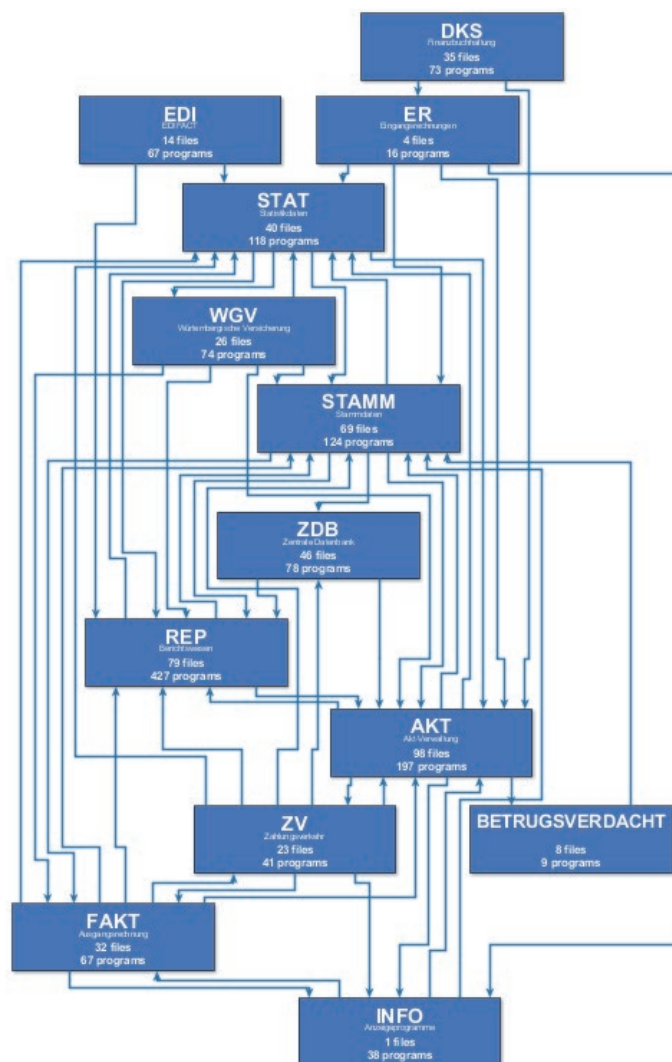 DKS
Finanzbuchhaltung
35 files
73 programs
EDI
EDIFACT
14 files
67 programs
ER
Eingangsrechnungen
4 files
16 programs
STAT
Statistikdaten
40 files
118 programs
WGV
Würtembergische Versicherung
26 files
74 programs
STAMM
Stammdaten
69 files
124 programs
ZDB
Zentrale Datenbank
46 files
78 programs
REP
Berichtswesen
79 files
427 programs
AKT
Akt-Verwaltung
98 files
197 programs
ZV
Zahlungsverkehr
23 files
41 programs
BETRUGSVERDACHT
8 files
9 programs
FAKT
Ausgangsrechnung
32 files
67 programs
INFO
Anzeigeprogramme
1 files
38 programs